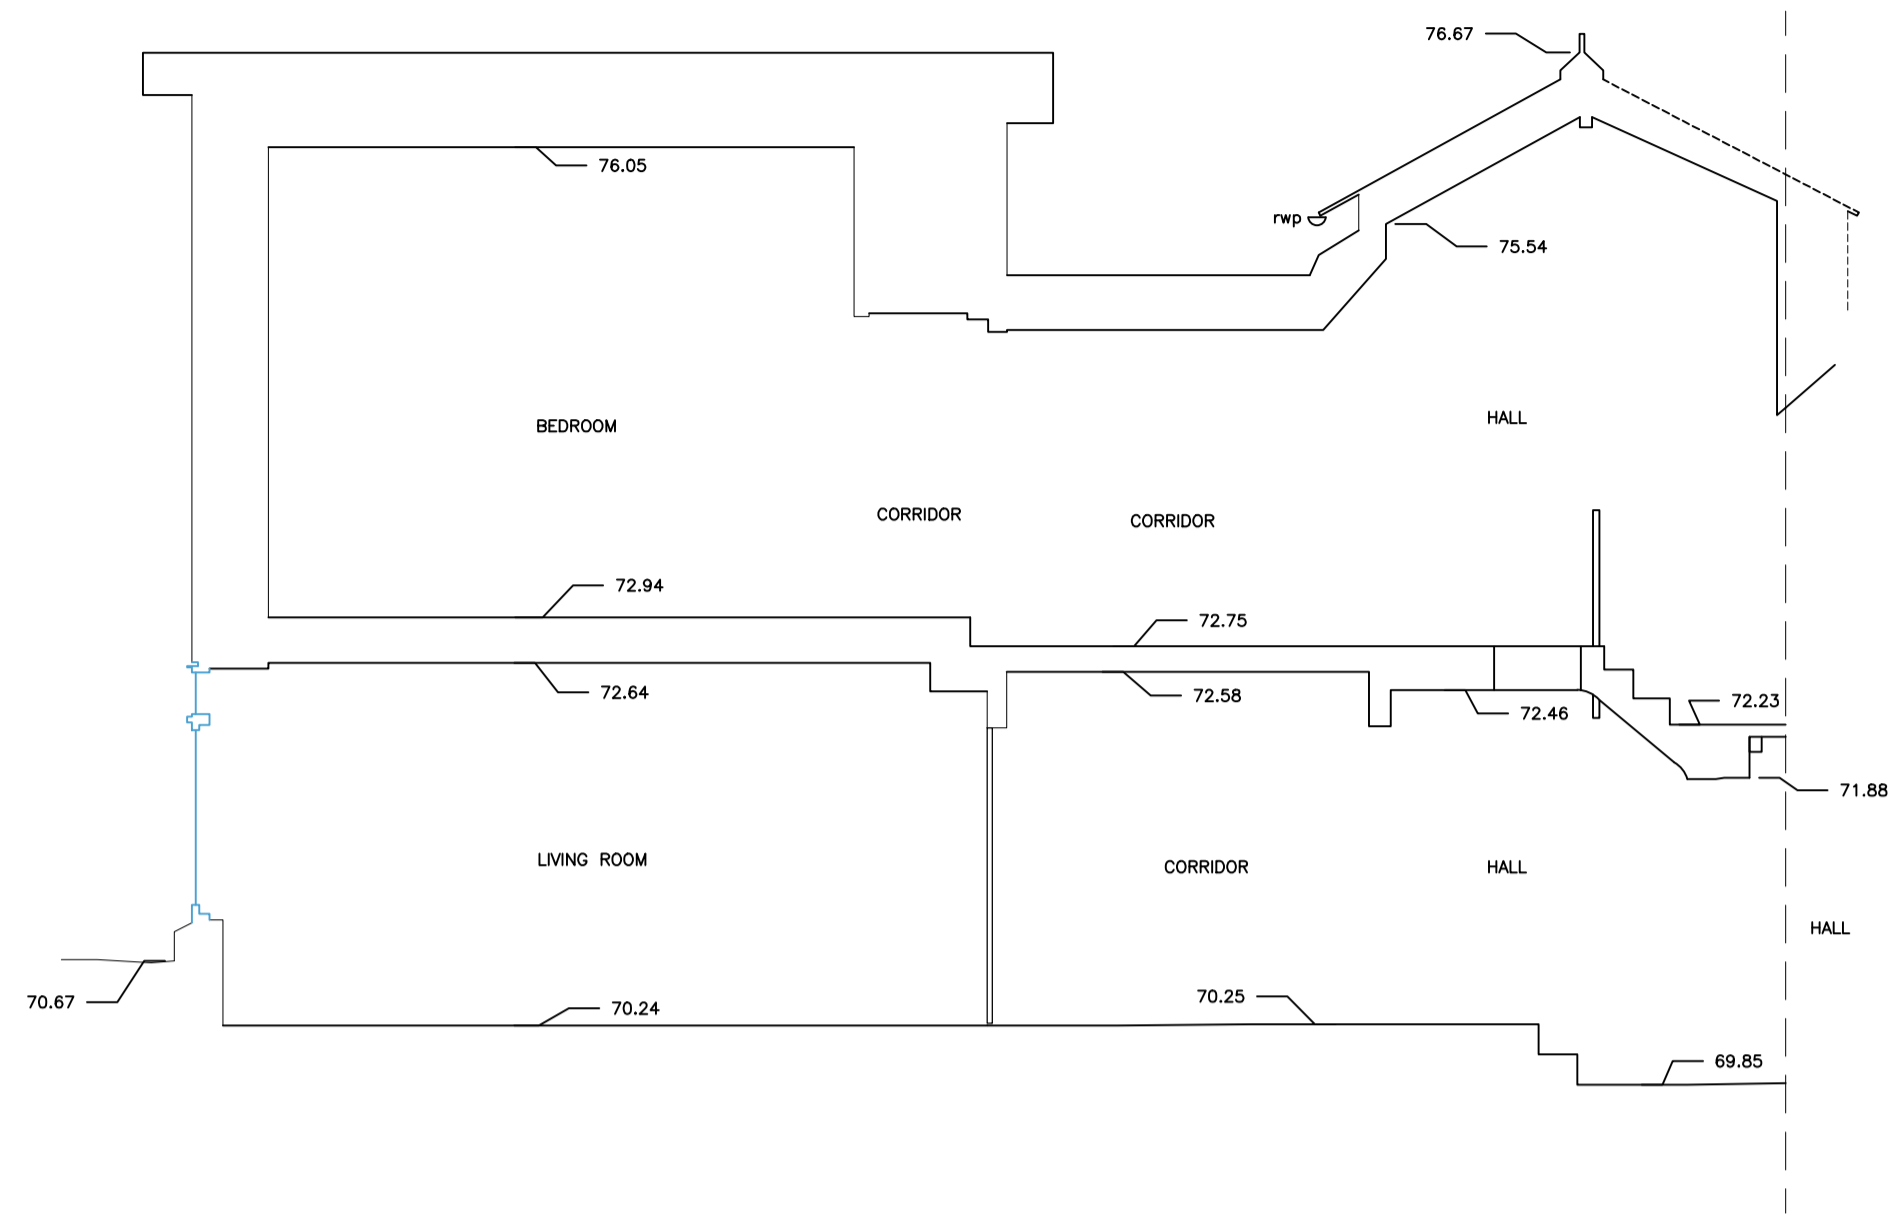 76.67
76.05
rwp
75.54
BEDROOM
HALL
CORRIDOR
CORRIDOR
72.94
72.75
72.64
72.58
72.46
72.23
71.88
LIVING ROOM
CORRIDOR
HALL
HALL
70.67
70.24
70.25
69.85